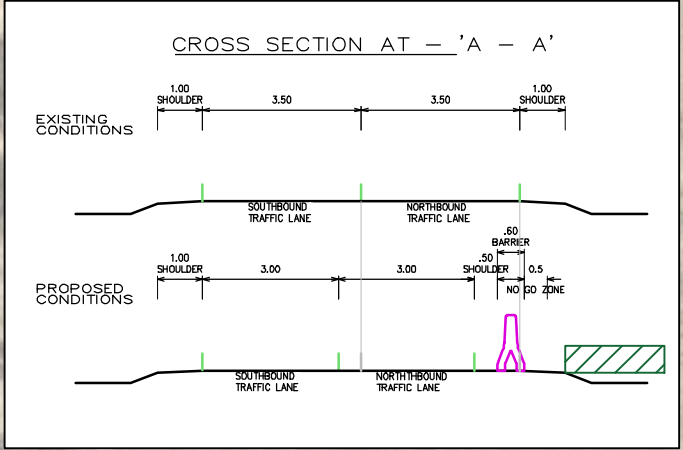 CROSS SECTION AT - 'A - A'
1.00
SHOULDER
3.50
3.50
1.00
SHOULDER
EXISTING
CONDITIONS
SOUTHBOUND
TRAFFIC LANE
NORTHBOUND
TRAFFIC LANE
.60
BARRIER
1.00
SHOULDER
3.00
3.00
.50
SHOULDER
0.5
NO GO ZONE
PROPOSED
CONDITIONS
SOUTHBOUND
TRAFFIC LANE
NORTHTHBOUND
TRAFFIC LANE